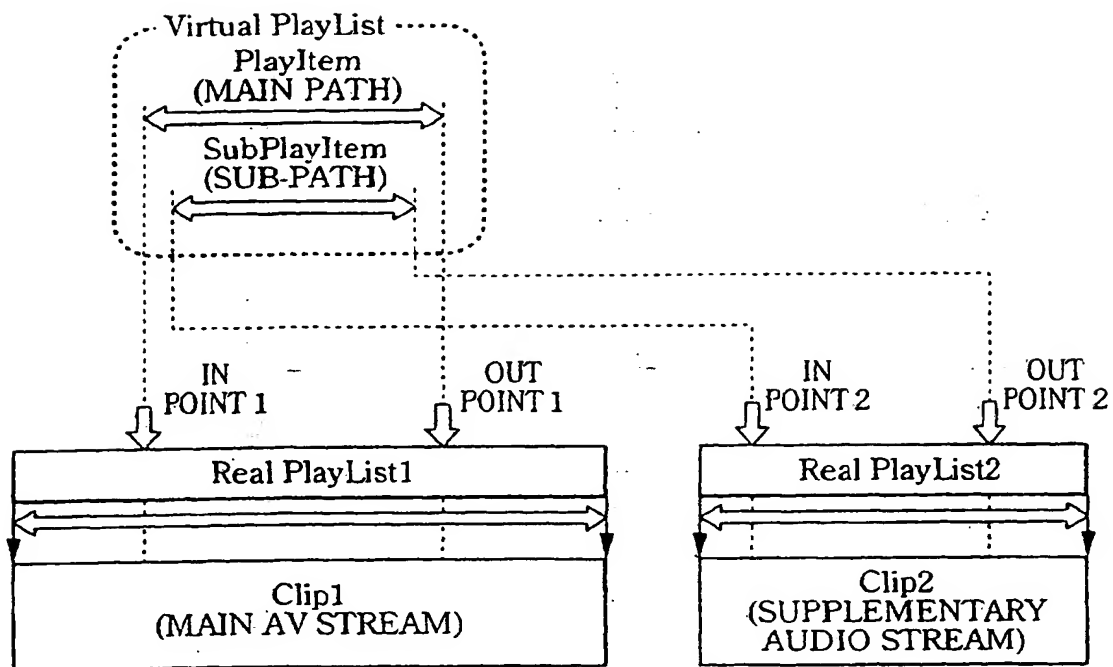 Virtual PlayList
PlayItem
(MAIN PATH)
SubPlayItem
(SUB-PATH)
IN
POINT 1
OUT
POINT 1
IN
POINT 2
OUT
POINT 2
Real PlayList1
Real PlayList2
Clip1
(MAIN AV STREAM)
Clip2
(SUPPLEMENTARY
AUDIO STREAM)